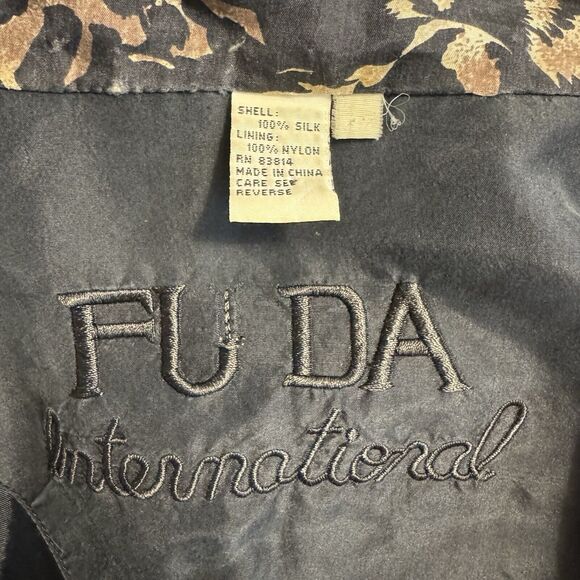 SHELL:
100% SILK
LINING:
100% NYLON
RN 83814
MADE IN CHINA
CARE SEE
REVERSE
FU DA
International